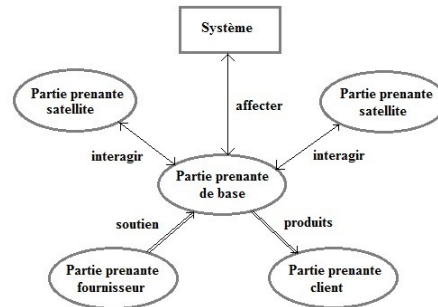 Système
Partie prenante
satellite
Partie prenante
satellite
affecter
interagir
interagir
Partie prenante
de base
soutien
produits
Partie prenante
fournisseur
Partie prenante
client